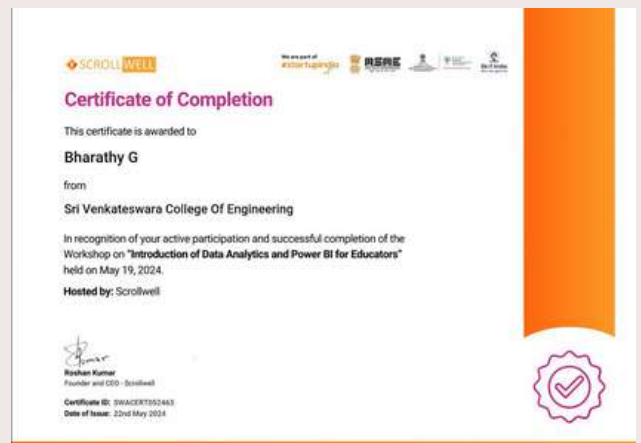 SCROLLWELL
We are part of
#startupindia
MSME
Skill India
Certificate of Completion
This certificate is awarded to
Bharathy G
from
Sri Venkateswara College Of Engineering
In recognition of your active participation and successful completion of the
Workshop on "Introduction of Data Analytics and Power BI for Educators"
held on May 19, 2024.
Hosted by: Scrollwell
Roshan Kumar
Founder and CEO - Scrollwell
Certificate ID: SWACERT052463
Date of Issue: 22nd May 2024